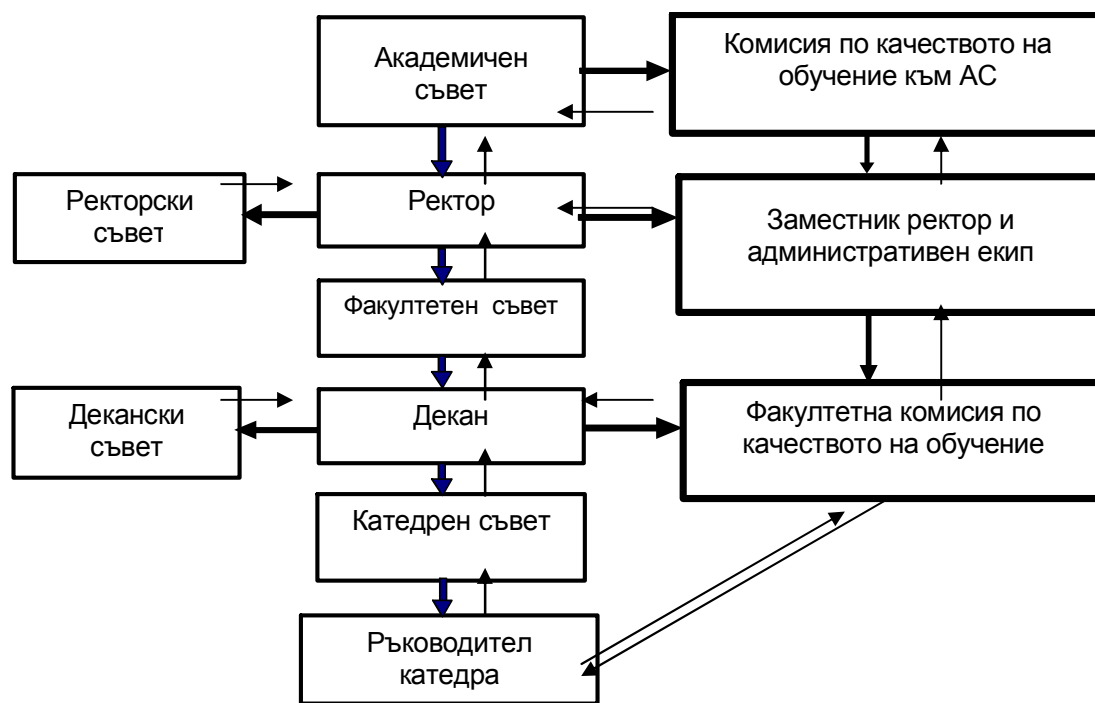 Академичен
съвет
Комисия по качеството на
обучение към АС
Ректорски
съвет
Ректор
Заместник ректор и
административен екип
Факултетен съвет
Декански
съвет
Декан
Факултетна комисия по
качеството на обучение
Катедрен съвет
Ръководител
катедра